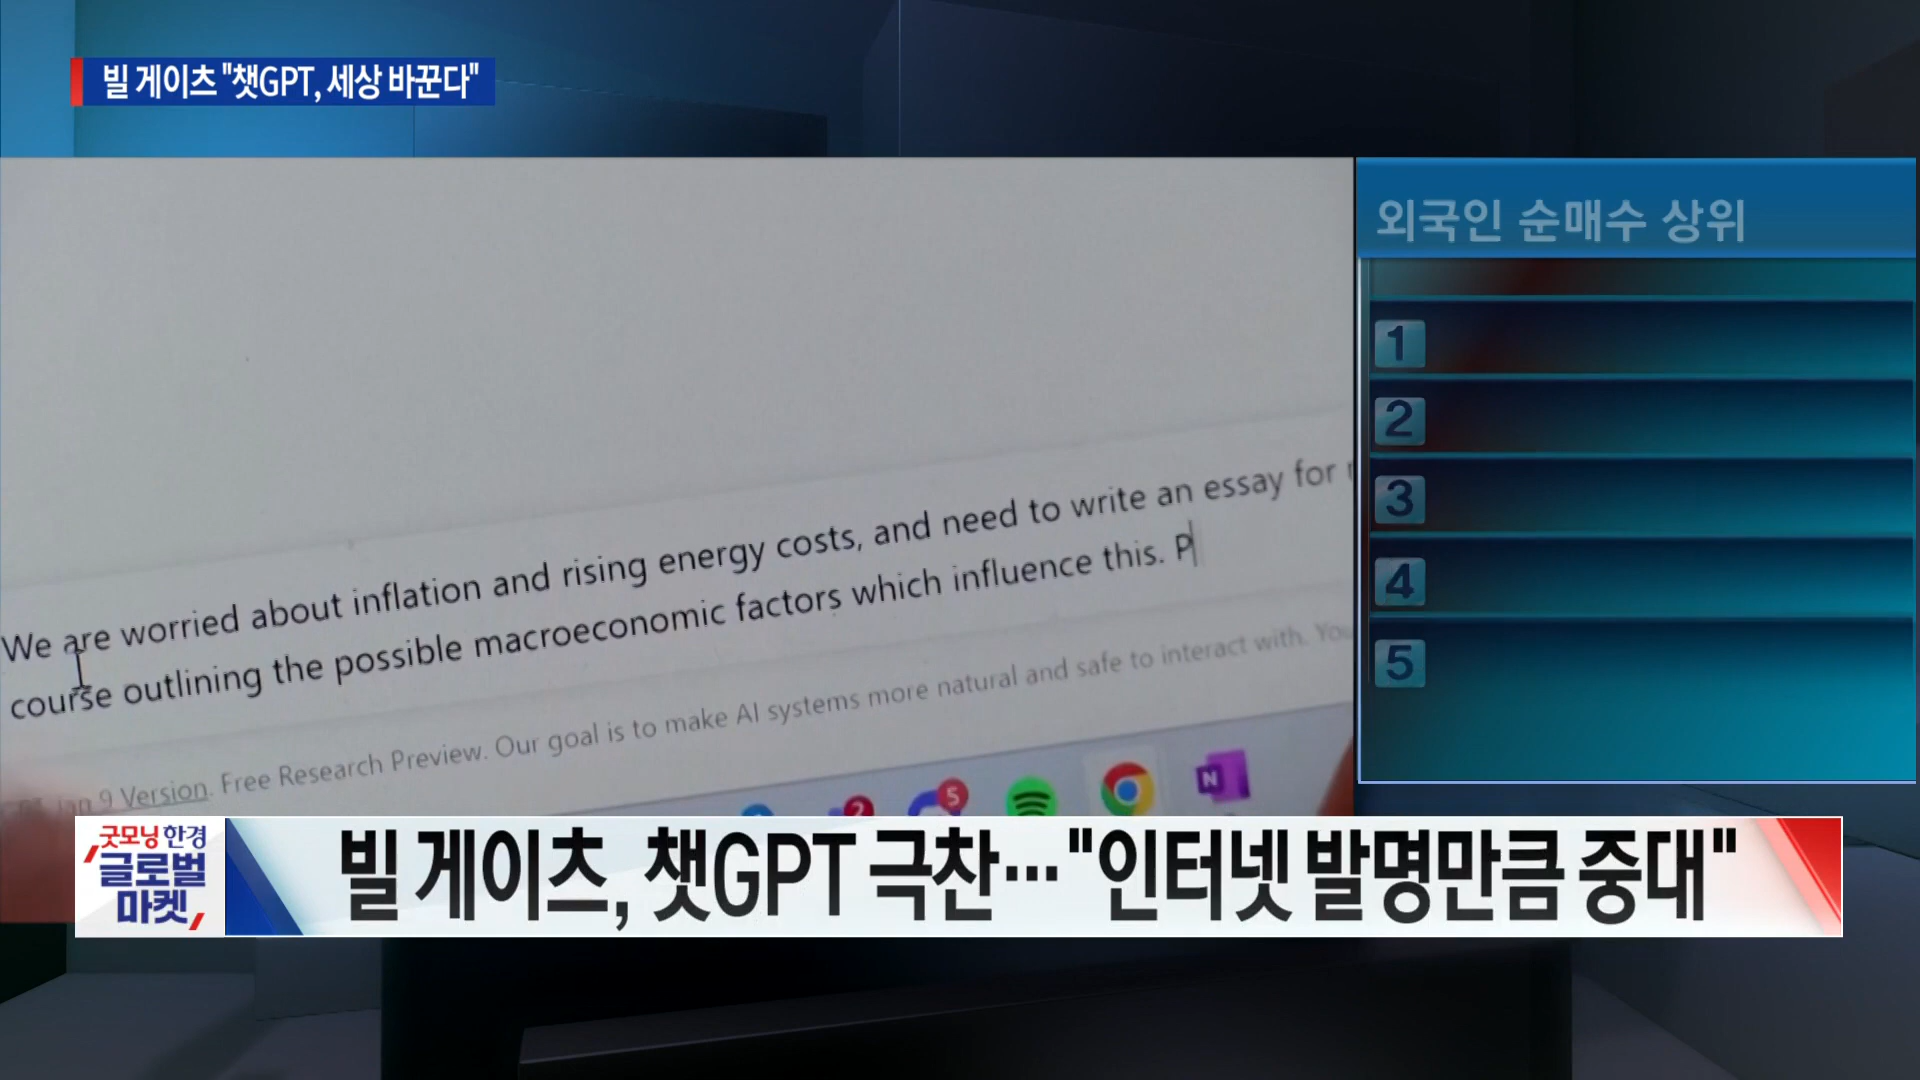 빌 게이츠 "챗GPT, 세상 바꾼다"
외국인 순매수 상위
1
2
3
4
5
We are worried about inflation and rising energy costs, and need to write an essay for
course outlining the possible macroeconomic factors which influence this. P
Jan 9 Version. Free Research Preview. Our goal is to make AI systems more natural and safe to interact with. You
2
5
N
굿모닝 한경
글로벌
마켓
빌 게이츠, 챗GPT 극찬…"인터넷 발명만큼 중대"